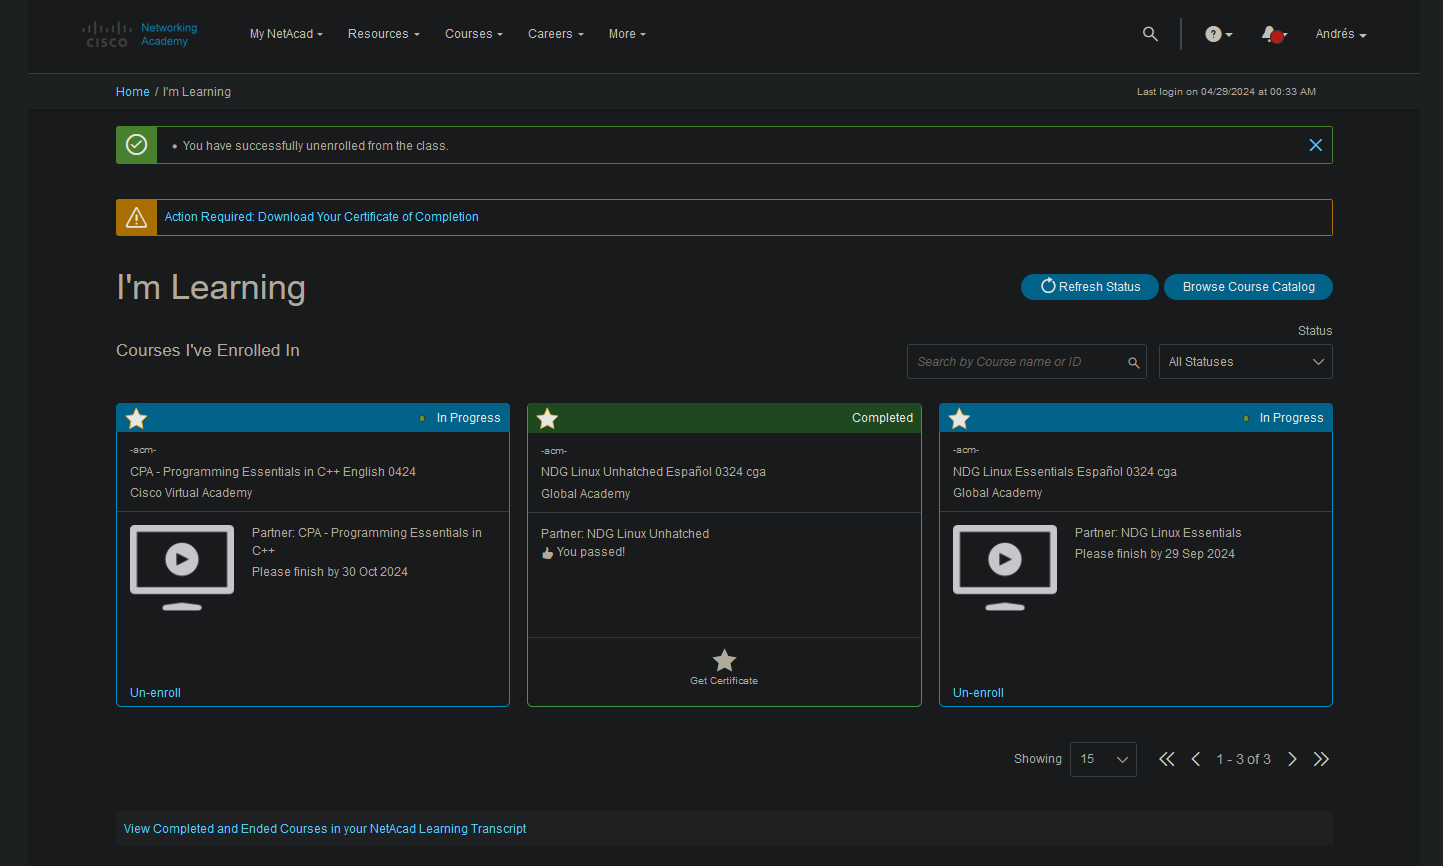 CISCO
Networking
Academy
My NetAcad
Resources
Courses
Careers
More
?
Andrés
Home / I'm Learning
Last login on 04/29/2024 at 00:33 AM
• You have successfully unenrolled from the class.
Action Required: Download Your Certificate of Completion
I'm Learning
Refresh Status
Browse Course Catalog
Status
Courses I've Enrolled In
Search by Course name or ID
All Statuses
In Progress
-acm-
CPA - Programming Essentials in C++ English 0424
Cisco Virtual Academy
Partner: CPA - Programming Essentials in
C++
Please finish by 30 Oct 2024
Un-enroll
Completed
-acm-
NDG Linux Unhatched Español 0324 cga
Global Academy
Partner: NDG Linux Unhatched
You passed!
Get Certificate
In Progress
-acm-
NDG Linux Essentials Español 0324 cga
Global Academy
Partner: NDG Linux Essentials
Please finish by 29 Sep 2024
Un-enroll
Showing
15
1 - 3 of 3
View Completed and Ended Courses in your NetAcad Learning Transcript